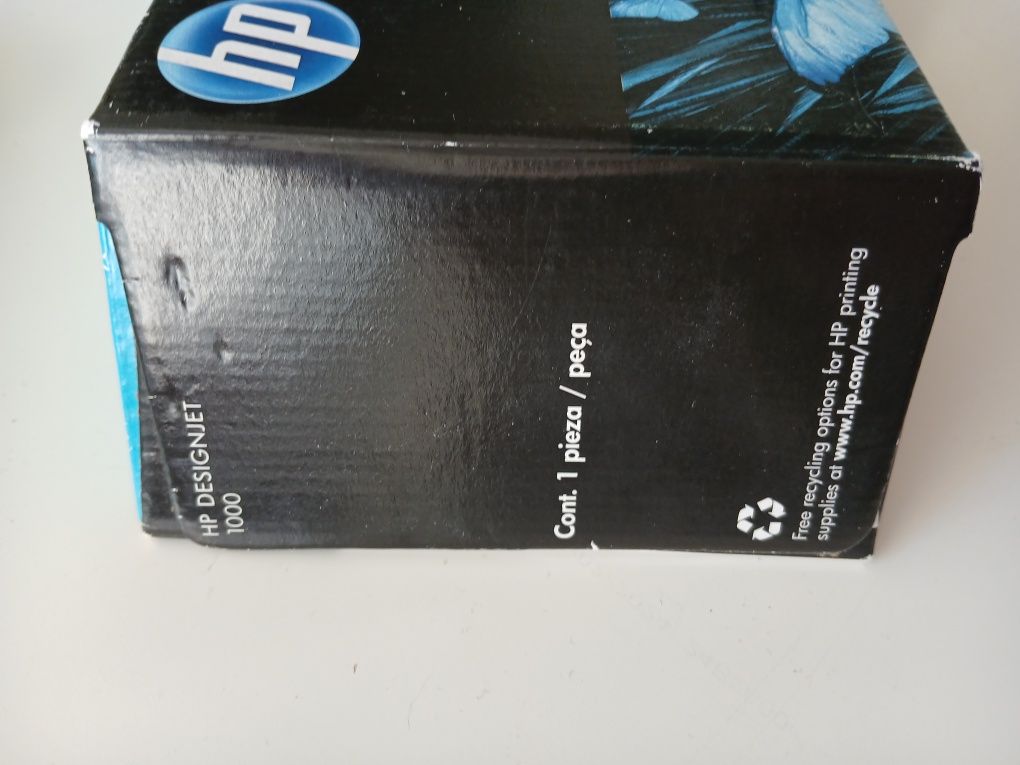 hp
HP DESIGNJET
1000
Cont. 1 pieza / peça
Free recycling options for HP printing
supplies at www.hp.com/recycle